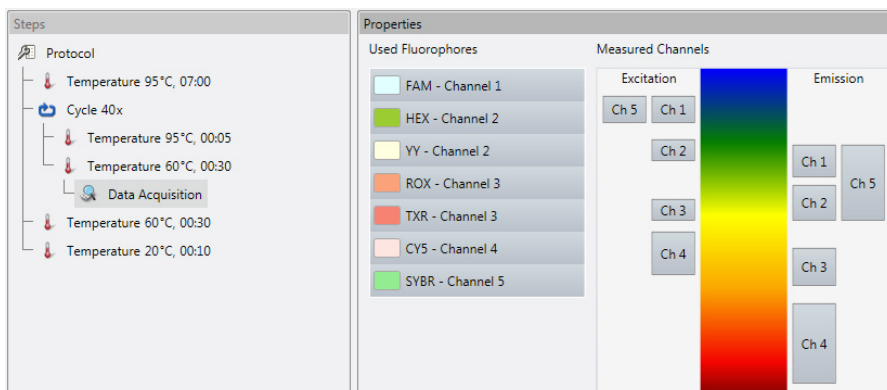 Steps
Protocol
Temperature 95°C, 07:00
Cycle 40x
Temperature 95°C, 00:05
Temperature 60°C, 00:30
Data Acquisition
Temperature 60°C, 00:30
Temperature 20°C, 00:10
Properties
Used Fluorophores
FAM - Channel 1
HEX - Channel 2
YY - Channel 2
ROX - Channel 3
TXR - Channel 3
CY5 - Channel 4
SYBR - Channel 5
Measured Channels
Excitation
Ch 5 Ch 1
Ch 2
Ch 3
Ch 4
Emission
Ch 1
Ch 5
Ch 2
Ch 3
Ch 4